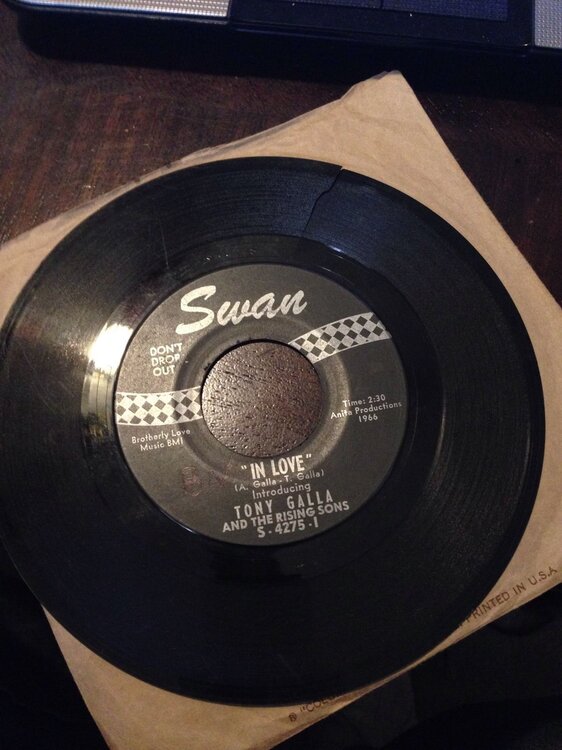 Swan
DON'T
DROP
OUT
Time: 2:30
Anita Productions
1966
Brotherly Love
Music BMI
"IN LOVE"
(A. Galla - T. Galla)
Introducing
TONY GALLA
AND THE RISING SONS
S-4275-I
PRINTED IN U.S.A